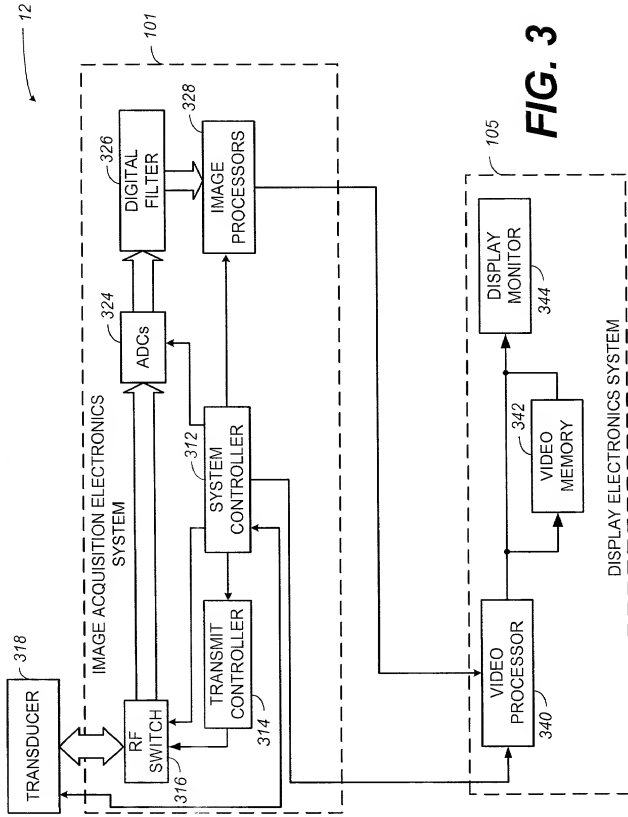 12
318
TRANSDUCER
101
IMAGE ACQUISITION ELECTRONICS
SYSTEM
RF
SWITCH
316
TRANSMIT
CONTROLLER
314
312
SYSTEM
CONTROLLER
324
ADCs
326
DIGITAL
FILTER
328
IMAGE
PROCESSORS
105
VIDEO
PROCESSOR
340
342
VIDEO
MEMORY
DISPLAY
MONITOR
344
DISPLAY ELECTRONICS SYSTEM
FIG. 3